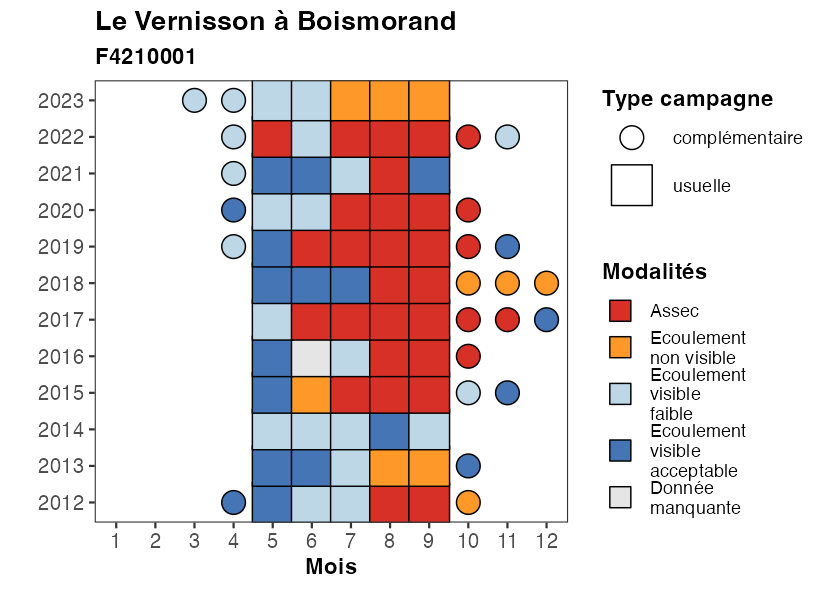 Le Vernisson à Boismorand
F4210001
2023
2022
2021
2020
2019
2018
2017
2016
2015
2014
2013
2012
1 2 3 4 5 6 7 8 9 10 11 12
Mois
Type campagne
complémentaire
usuelle
Modalités
Assec
Ecoulement
non visible
Ecoulement
visible
faible
Ecoulement
visible
acceptable
Donnée
manquante